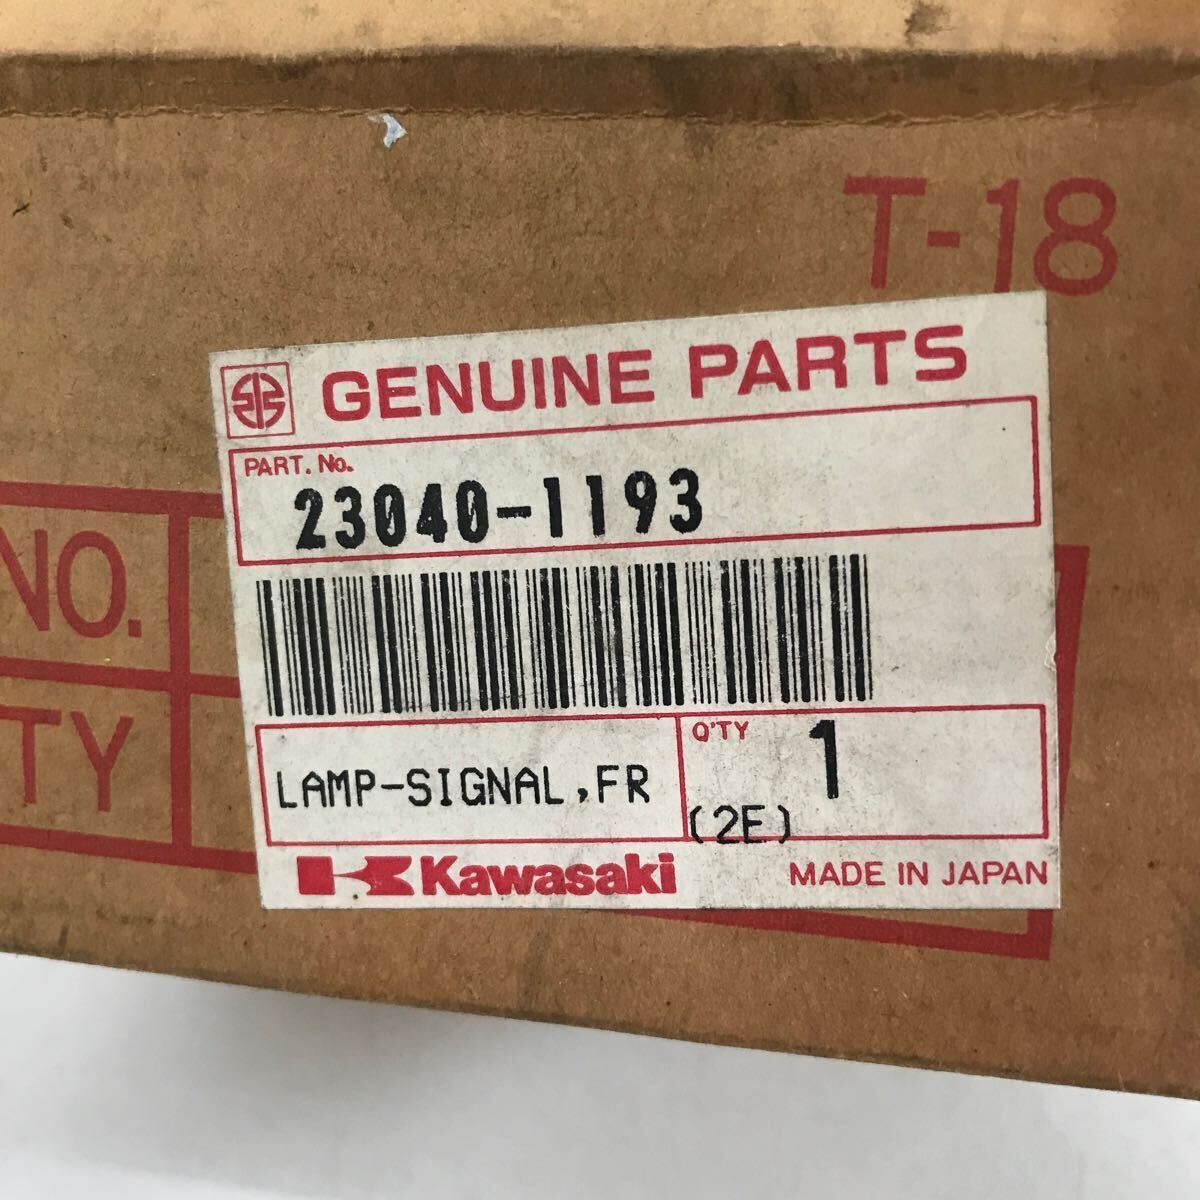 T-18
GENUINE PARTS
PART. No.
23040-1193
NO.
TY
LAMP-SIGNAL,FR
Q'TY 1
(2E)
Kawasaki
MADE IN JAPAN